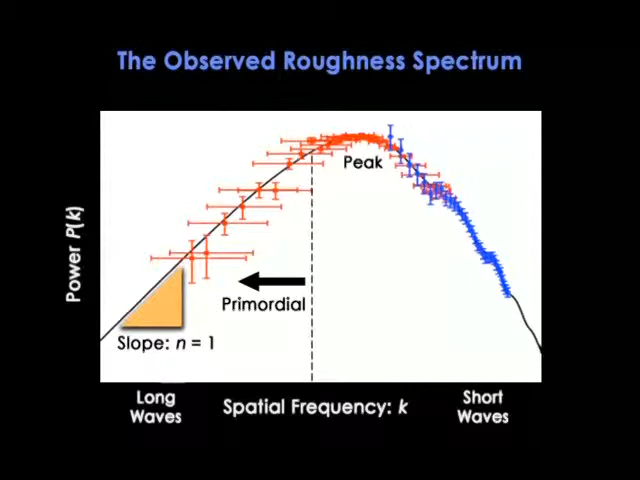 The Observed Roughness Spectrum
Peak
Power P(k)
Primordial
Slope: n = 1
Long
Waves
Spatial Frequency: k
Short
Waves